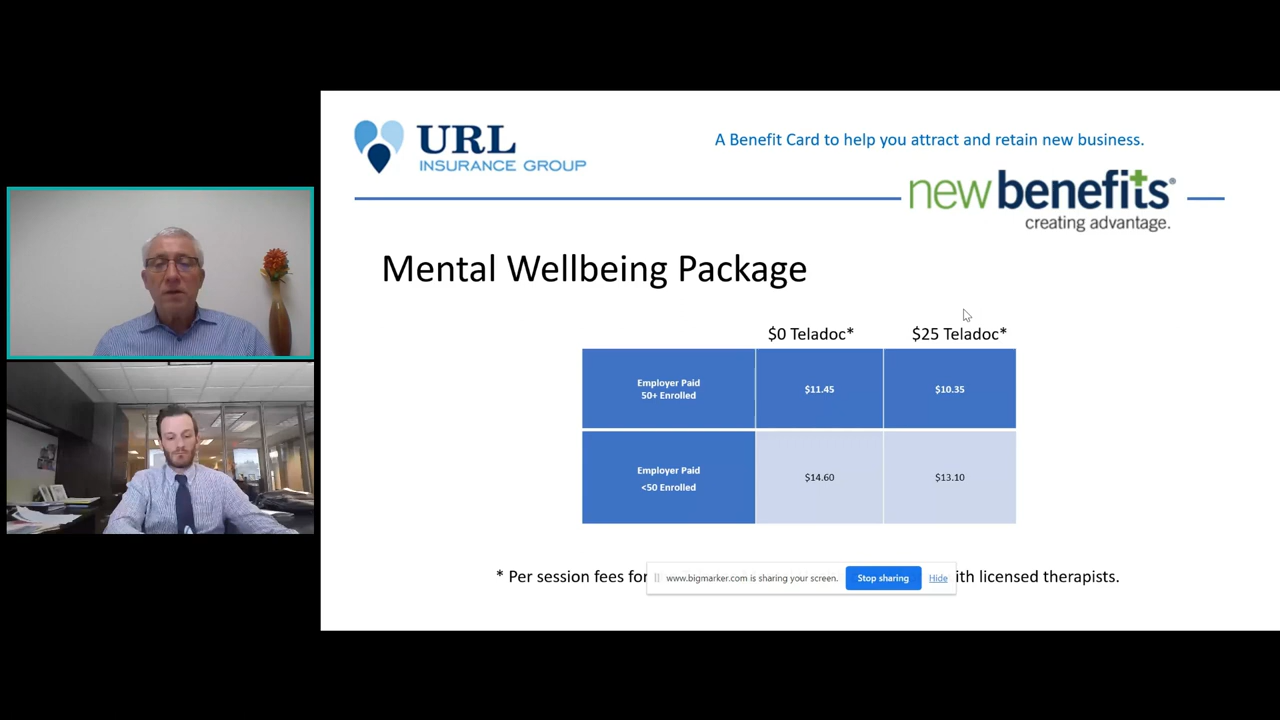 URL
INSURANCE GROUP
A Benefit Card to help you attract and retain new business.
newbenefits®
creating advantage.
Mental Wellbeing Package
$0 Teladoc* $25 Teladoc*
Employer Paid
50+ Enrolled
$11.45 $10.35
Employer Paid
<50 Enrolled
$14.60 $13.10
* Per session fees for
www.bigmarker.com is sharing your screen. Stop sharing Hide
ith licensed therapists.